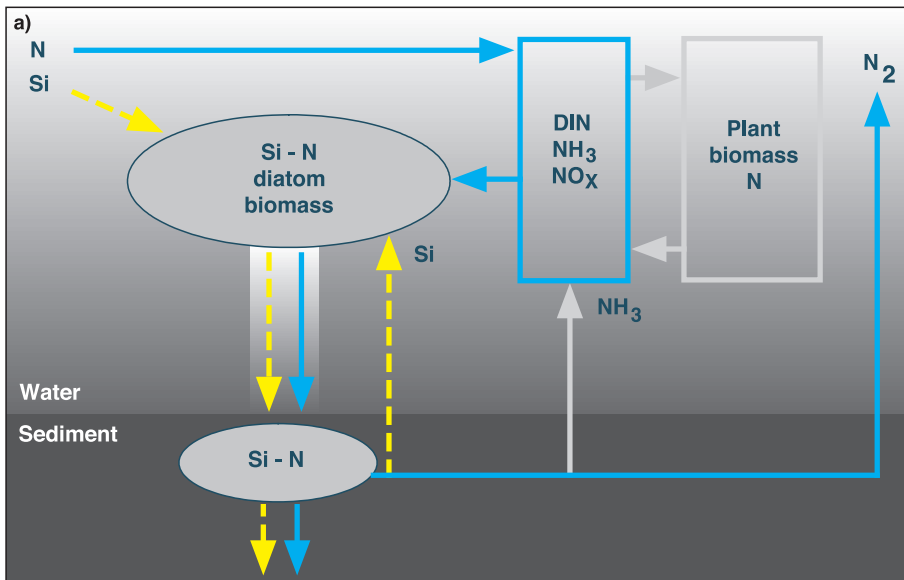 a)
N
Si
Si - N
diatom
biomass
DIN
NH3
NOX
Plant
biomass
N
N2
Si
NH3
Water
Sediment
Si - N